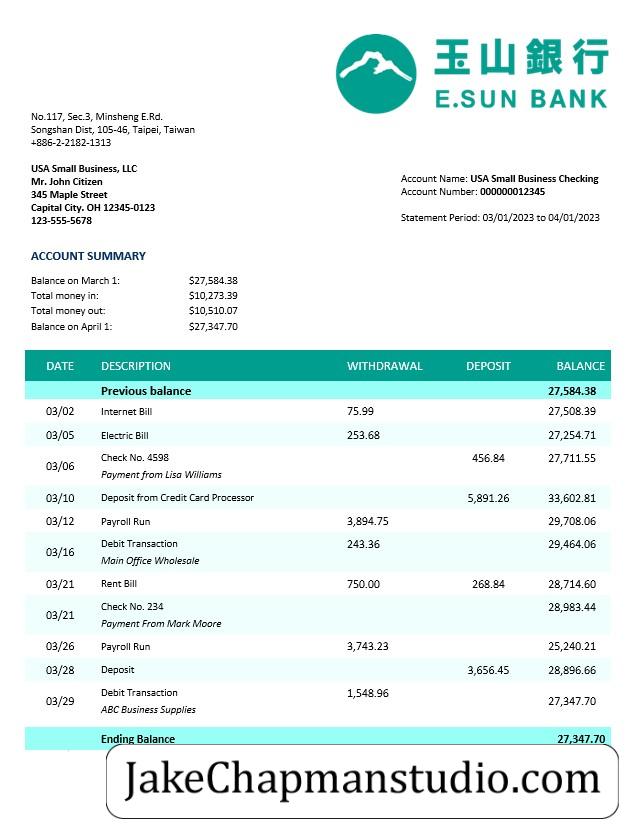 玉山銀行
E.SUN BANK
No.117, Sec.3, Minsheng E.Rd.
Songshan Dist, 105-46, Taipei, Taiwan
+886-2-2182-1313
USA Small Business, LLC
Mr. John Citizen
345 Maple Street
Capital City. OH 12345-0123
123-555-5678
Account Name: USA Small Business Checking
Account Number: 000000012345
Statement Period: 03/01/2023 to 04/01/2023
ACCOUNT SUMMARY
Balance on March 1: $27,584.38
Total money in: $10,273.39
Total money out: $10,510.07
Balance on April 1: $27,347.70
DATE DESCRIPTION WITHDRAWAL DEPOSIT BALANCE
Previous balance 27,584.38
03/02 Internet Bill 75.99 27,508.39
03/05 Electric Bill 253.68 27,254.71
03/06 Check No. 4598 456.84 27,711.55
Payment from Lisa Williams
03/10 Deposit from Credit Card Processor 5,891.26 33,602.81
03/12 Payroll Run 3,894.75 29,708.06
03/16 Debit Transaction 243.36 29,464.06
Main Office Wholesale
03/21 Rent Bill 750.00 268.84 28,714.60
03/21 Check No. 234 28,983.44
Payment From Mark Moore
03/26 Payroll Run 3,743.23 25,240.21
03/28 Deposit 3,656.45 28,896.66
03/29 Debit Transaction 1,548.96 27,347.70
ABC Business Supplies
Ending Balance 27,347.70
JakeChapmanstudio.com